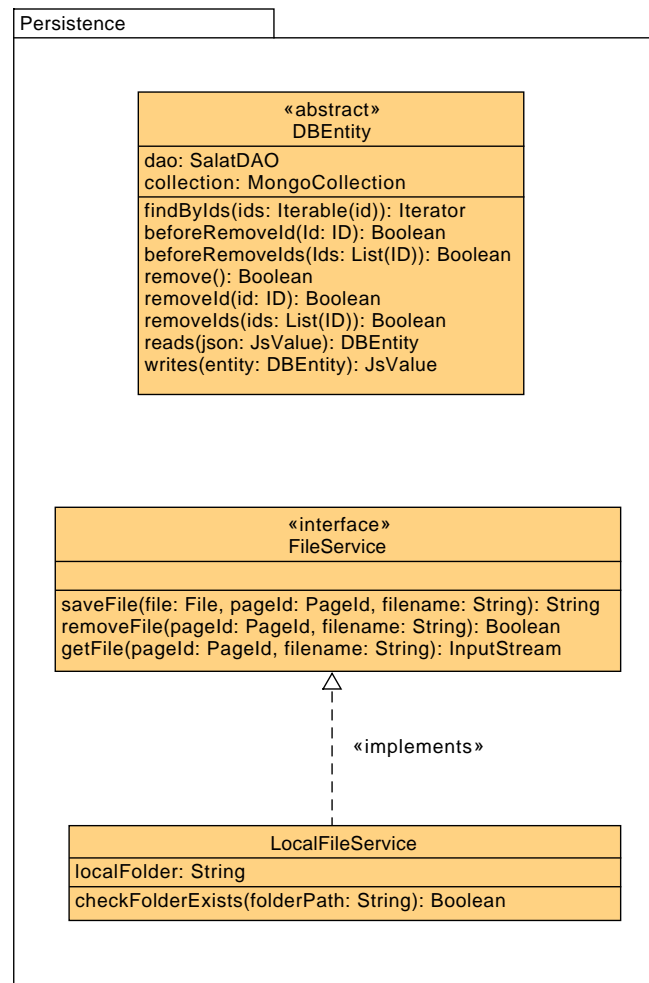 Persistence
«abstract»
DBEntity
dao: SalatDAO
collection: MongoCollection
findByIds(ids: Iterable(id)): Iterator
beforeRemoveId(Id: ID): Boolean
beforeRemoveIds(Ids: List(ID)): Boolean
remove(): Boolean
removeId(id: ID): Boolean
removeIds(ids: List(ID)): Boolean
reads(json: JsValue): DBEntity
writes(entity: DBEntity): JsValue
«interface»
FileService
saveFile(file: File, pageId: PageId, filename: String): String
removeFile(pageId: PageId, filename: String): Boolean
getFile(pageId: PageId, filename: String): InputStream
«implements»
LocalFileService
localFolder: String
checkFolderExists(folderPath: String): Boolean